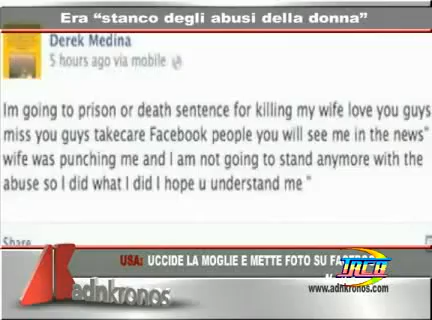 Era “stanco degli abusi della donna”
Derek Medina
5 hours ago via mobile
Im going to prison or death sentence for killing my wife love you guys
miss you guys takecare Facebook people you will see me in the news"
wife was punching me and I am not going to stand anymore with the
abuse so I did what I did I hope u understand me "
Share
USA: UCCIDE LA MOGLIE E METTE FOTO SU
adnkronos
www.adnkronos.com